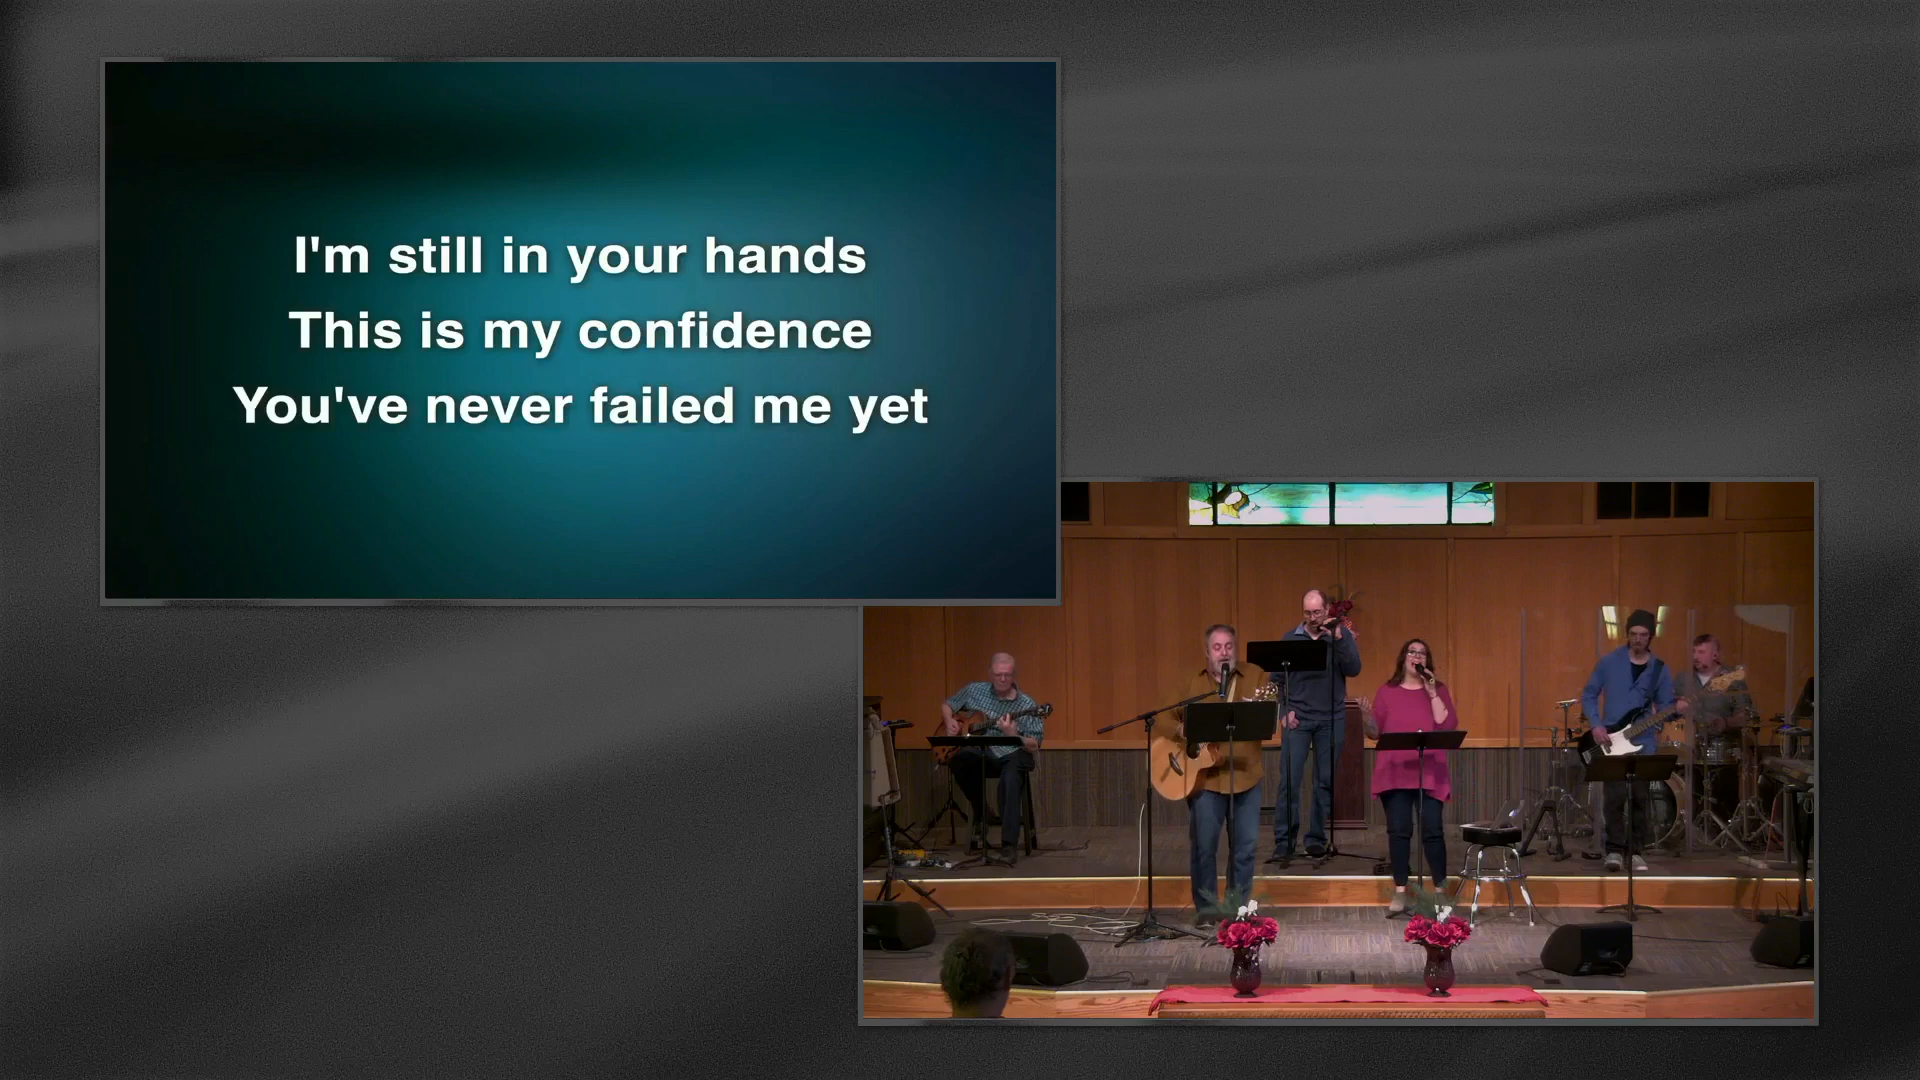 I'm still in your hands
This is my confidence
You've never failed me yet